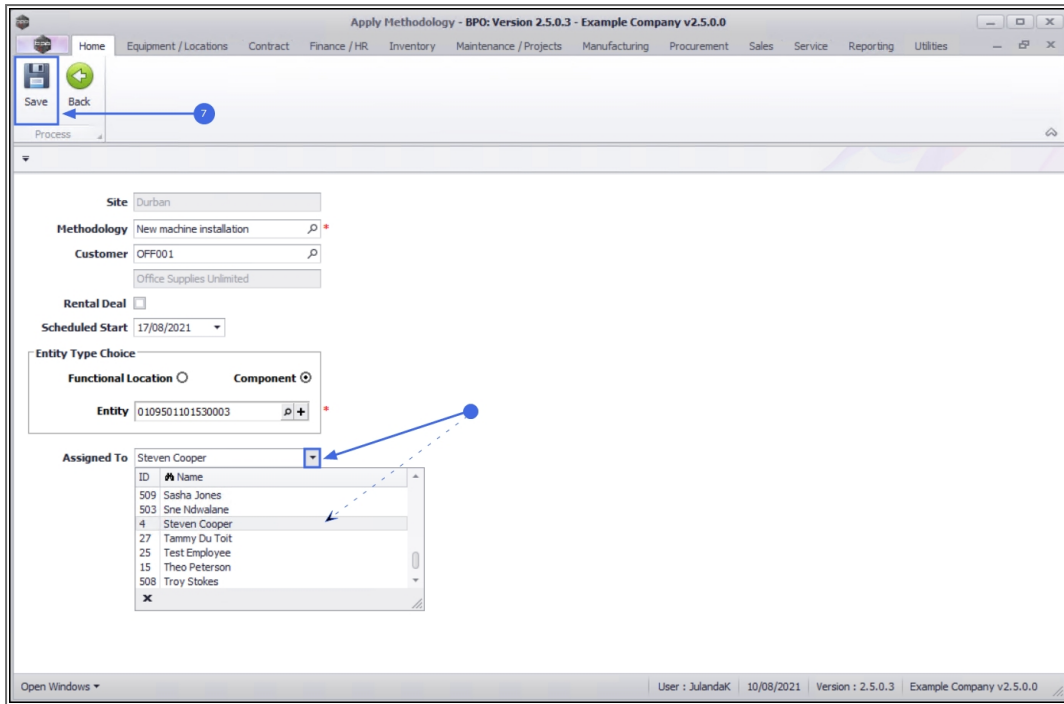 Apply Methodology - BPO: Version 2.5.0.3 - Example Company v2.5.0.0
Home Equipment / Locations Contract Finance / HR Inventory Maintenance / Projects Manufacturing Procurement Sales Service Reporting Utilities
Save Back
7
Process
Site Durban
Methodology New machine installation *
Customer OFF001
Office Supplies Unlimited
Rental Deal
Scheduled Start 17/08/2021
Entity Type Choice
Functional Location Component
Entity 0109501101530003 *
Assigned To Steven Cooper
ID Name
509 Sasha Jones
503 Sne Ndwalane
4 Steven Cooper
27 Tammy Du Toit
25 Test Employee
15 Theo Peterson
508 Troy Stokes
Open Windows User : JulandaK 10/08/2021 Version : 2.5.0.3 Example Company v2.5.0.0